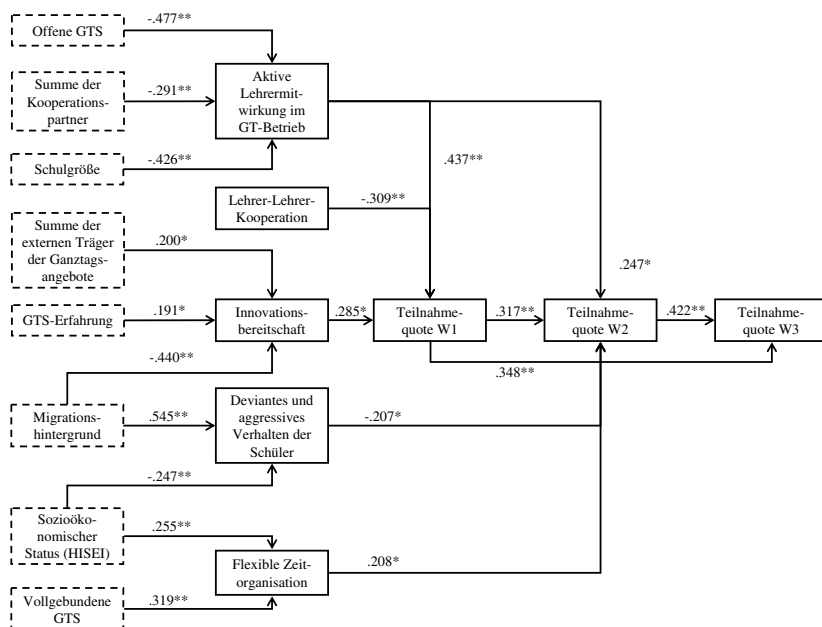 Offene GTS
-.477**
Summe der
Kooperations-
partner
-.291**
Aktive
Lehrermit-
wirkung im
GT-Betrieb
Schulgröße
-.426**
.437**
Lehrer-Lehrer-
Kooperation
-.309**
Summe der
externen Träger
der Ganztags-
angebote
.200*
.247*
GTS-Erfahrung
.191*
Innovations-
bereitschaft
.285*
Teilnahme-
quote W1
.317**
Teilnahme-
quote W2
.422**
Teilnahme-
quote W3
-.440**
.348**
Migrations-
hintergrund
.545**
Deviantes und
aggressives
Verhalten der
Schüler
-.207*
-.247**
Sozioöko-
nomischer
Status (HISEI)
.255**
Flexible Zeit-
organisation
.208*
Vollgebundene
GTS
.319**